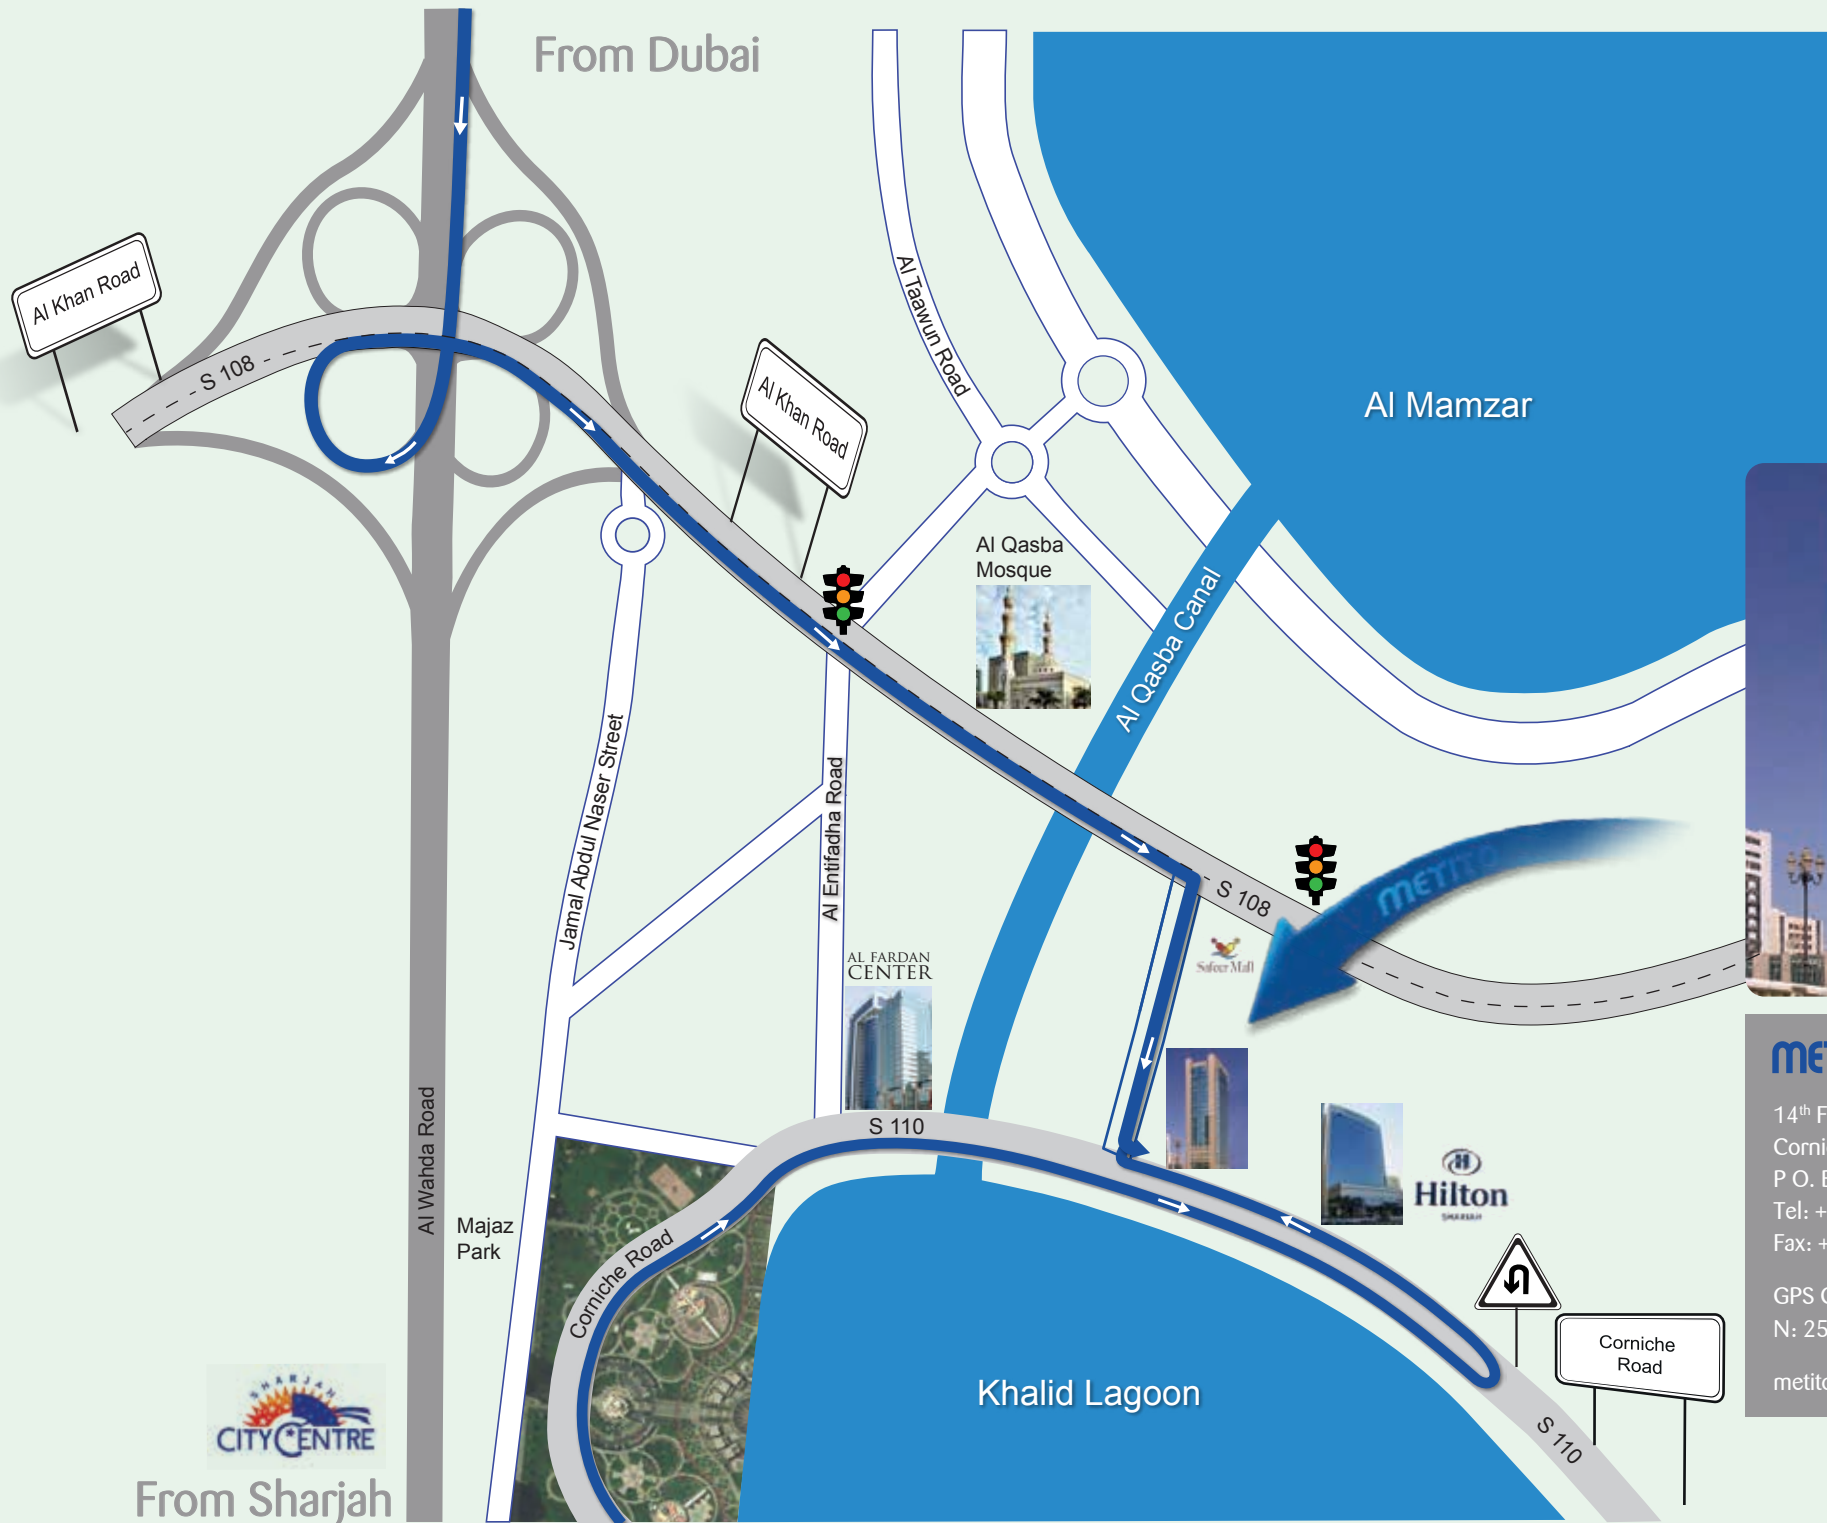 From Dubai
Al Khan Road
S 108
Al Khan Road
Al Taawun Road
Al Mamzar
Al Qasba
Mosque
Al Qasba Canal
Jamal Abdul Naser Street
Al Entifadha Road
METITO
S 108
Safeer Mall
AL FARDAN
CENTER
S 110
Al Wahda Road
Majaz
Park
Corniche Road
Hilton
SHARJAH
Corniche
Road
Khalid Lagoon
S 110
SHARJAH
CITY CENTRE
From Sharjah
MET
14th F
Corni
P O. B
Tel: +
Fax: +
GPS C
N: 25
metito